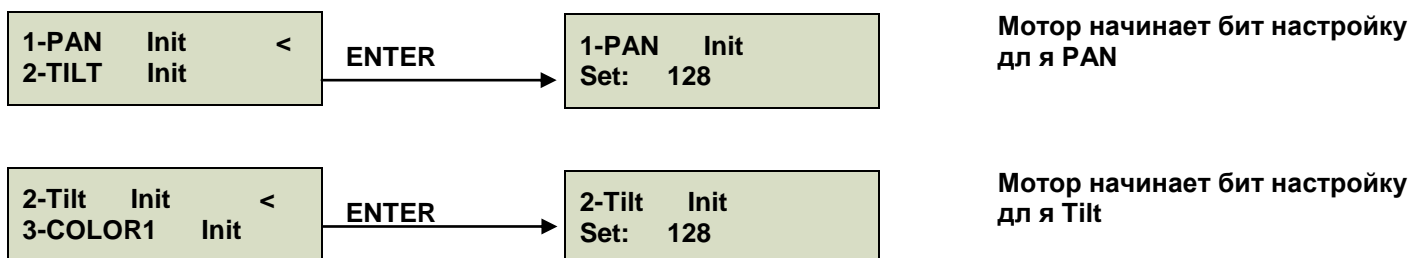 1-PAN Init <
2-TILT Init
ENTER
1-PAN Init
Set: 128
Мотор начинает бит настройку
дл я PAN
2-Tilt Init <
3-COLOR1 Init
ENTER
2-Tilt Init
Set: 128
Мотор начинает бит настройку
дл я Tilt